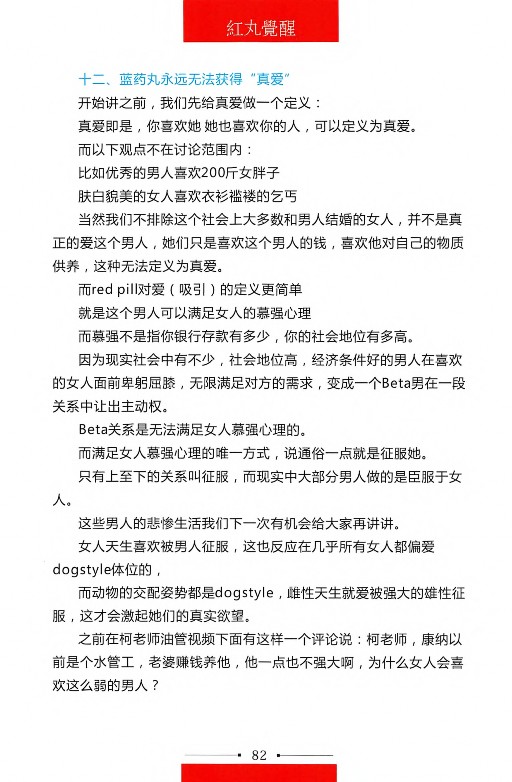 紅丸覺醒
十二、蓝药丸永远无法获得“真爱”
开始讲之前，我们先给真爱做一个定义：
真爱即是，你喜欢她 她也喜欢你的人，可以定义为真爱。
而以下观点不在讨论范围内：
比如优秀的男人喜欢200斤女胖子
肤白貌美的女人喜欢衣衫褴褛的乞丐
当然我们不排除这个社会上大多数和男人结婚的女人，并不是真
正的爱这个男人，她们只是喜欢这个男人的钱，喜欢他对自己的物质
供养，这种无法定义为真爱。
而red pill对爱（吸引）的定义更简单
就是这个男人可以满足女人的慕强心理
而慕强不是指你银行存款有多少，你的社会地位有多高。
因为现实社会中有不少，社会地位高，经济条件好的男人在喜欢
的女人面前卑躬屈膝，无限满足对方的需求，变成一个Beta男在一段
关系中让出主动权。
Beta关系是无法满足女人慕强心理的。
而满足女人慕强心理的唯一方式，说通俗一点就是征服她。
只有上至下的关系叫征服，而现实中大部分男人做的是臣服于女
人。
这些男人的悲惨生活我们下一次有机会给大家再讲讲。
女人天生喜欢被男人征服，这也反应在几乎所有女人都偏爱
dogstyle体位的，
而动物的交配姿势都是dogstyle，雌性天生就爱被强大的雄性征
服，这才会激起她们的真实欲望。
之前在柯老师油管视频下面有这样一个评论说：柯老师，康纳以
前是个水管工，老婆赚钱养他，他一点也不强大啊，为什么女人会喜
欢这么弱的男人？
82